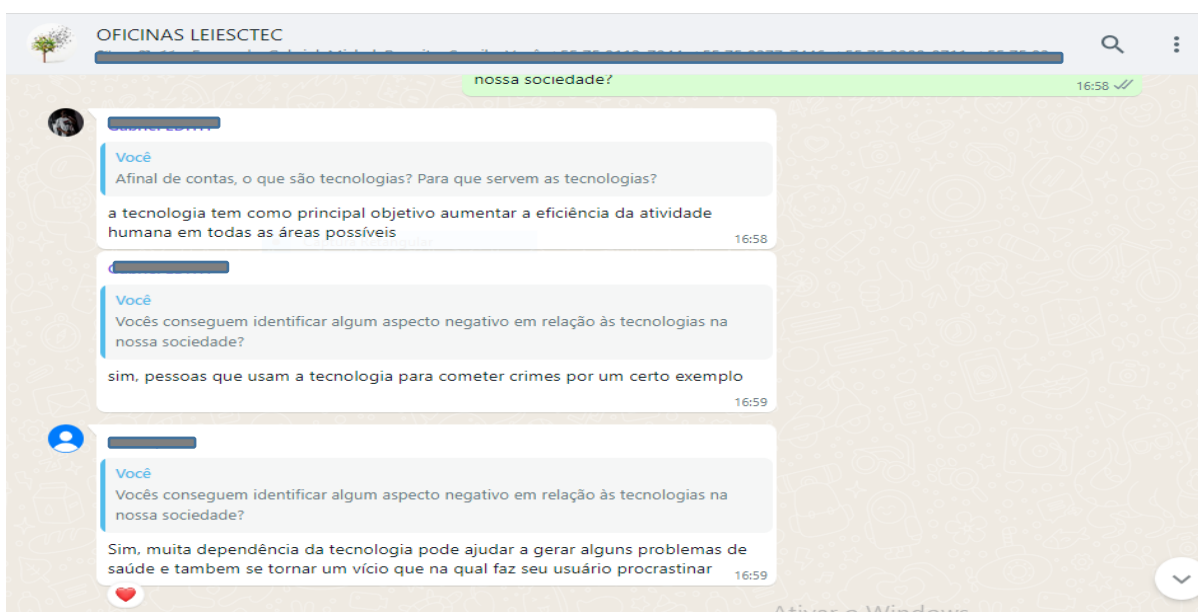 OFICINAS LEIESCTEC
nossa sociedade?
16:58
Você
Afinal de contas, o que são tecnologias? Para que servem as tecnologias?
a tecnologia tem como principal objetivo aumentar a eficiência da atividade
humana em todas as áreas possíveis
16:58
Você
Vocês conseguem identificar algum aspecto negativo em relação às tecnologias na
nossa sociedade?
sim, pessoas que usam a tecnologia para cometer crimes por um certo exemplo
16:59
Você
Vocês conseguem identificar algum aspecto negativo em relação às tecnologias na
nossa sociedade?
Sim, muita dependência da tecnologia pode ajudar a gerar alguns problemas de
saúde e tambem se tornar um vício que na qual faz seu usuário procrastinar
16:59
Ativar o Windows